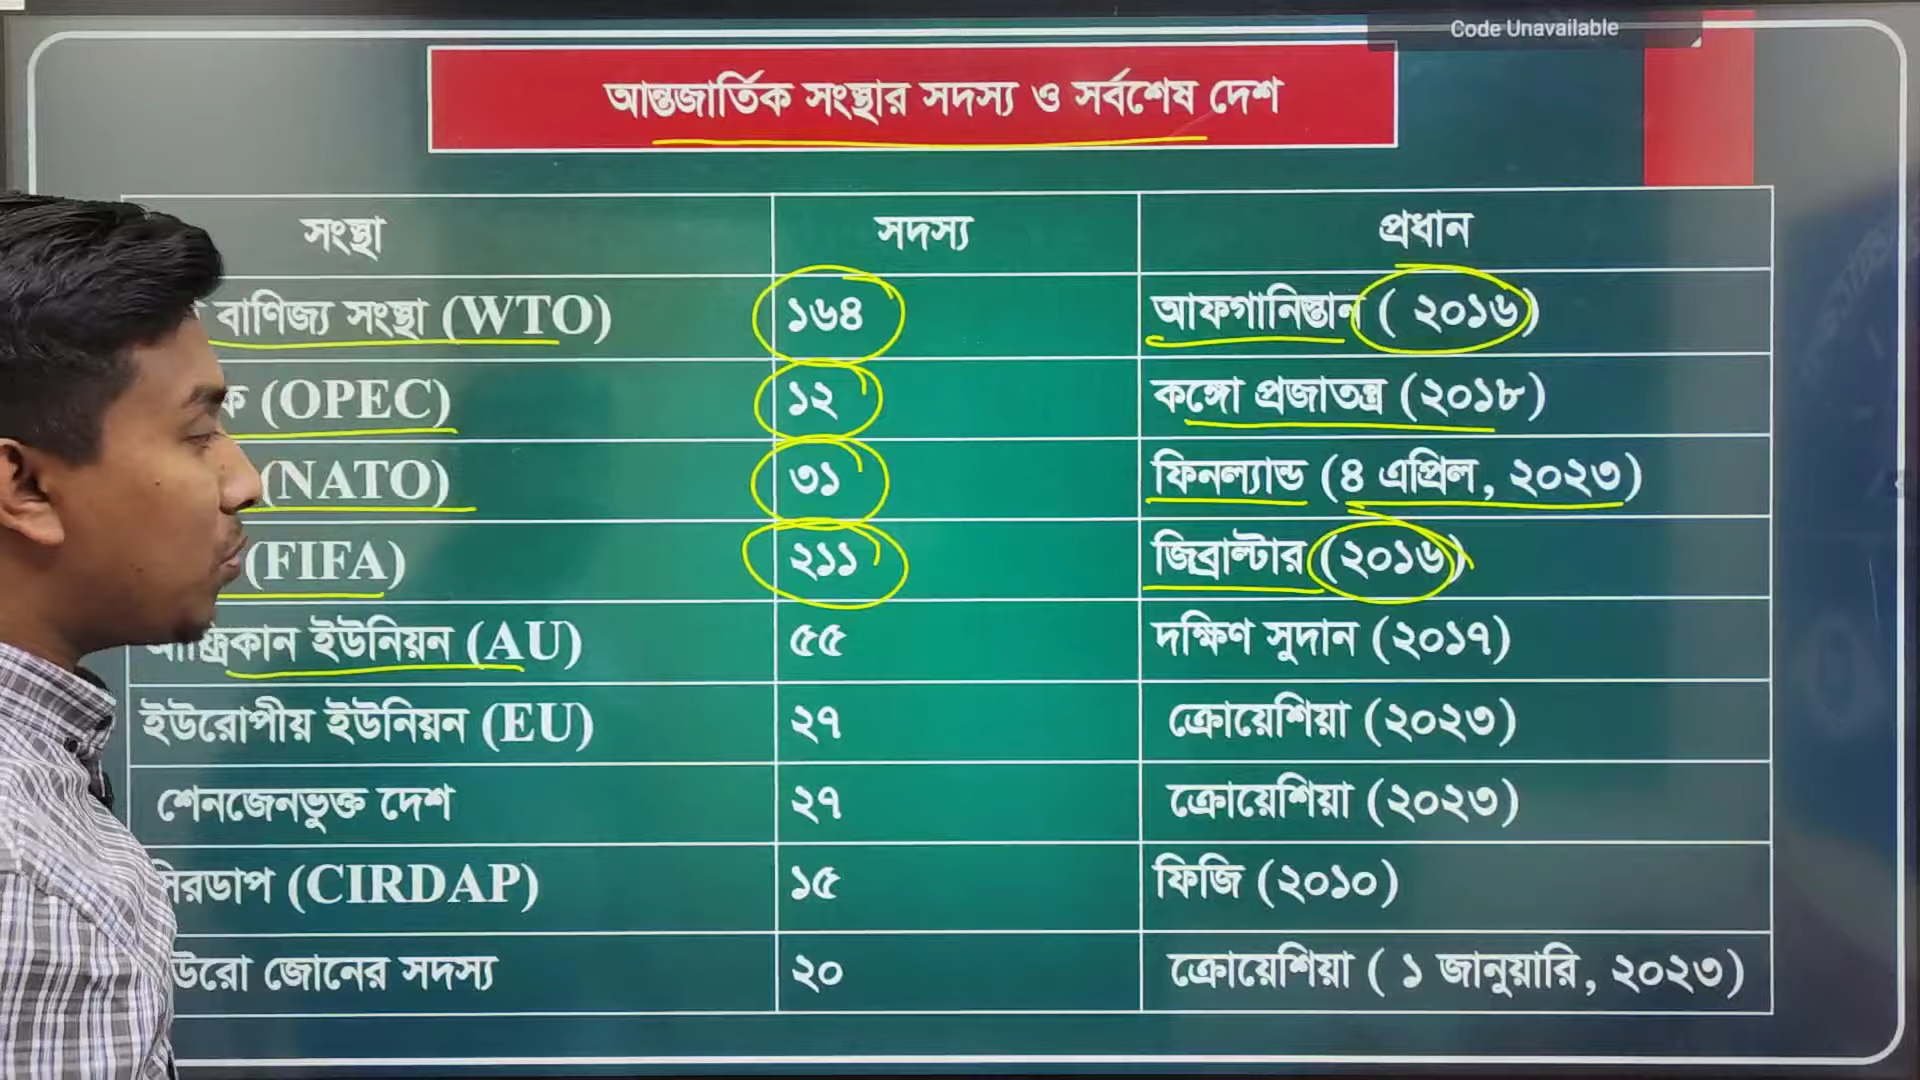 Code Unavailable
আন্তজার্তিক সংস্থার সদস্য ও সর্বশেষ দেশ
সংস্থা সদস্য প্রধান
বাণিজ্য সংস্থা (WTO) ১৬৪ আফগানিস্তান ( ২০১৬)
(OPEC) ১২ কঙ্গো প্রজাতন্ত্র (২০১৮)
(NATO) ৩১ ফিনল্যান্ড (৪ এপ্রিল, ২০২৩)
(FIFA) ২১১ জিব্রাল্টার (২০১৬)
ইউনিয়ন (AU) ৫৫ দক্ষিণ সুদান (২০১৭)
ইউরোপীয় ইউনিয়ন (EU) ২৭ ক্রোয়েশিয়া (২০২৩)
শেনজেনভুক্ত দেশ ২৭ ক্রোয়েশিয়া (২০২৩)
(CIRDAP) ১৫ ফিজি (২০১০)
জোনের সদস্য ২০ ক্রোয়েশিয়া ( ১ জানুয়ারি, ২০২৩)